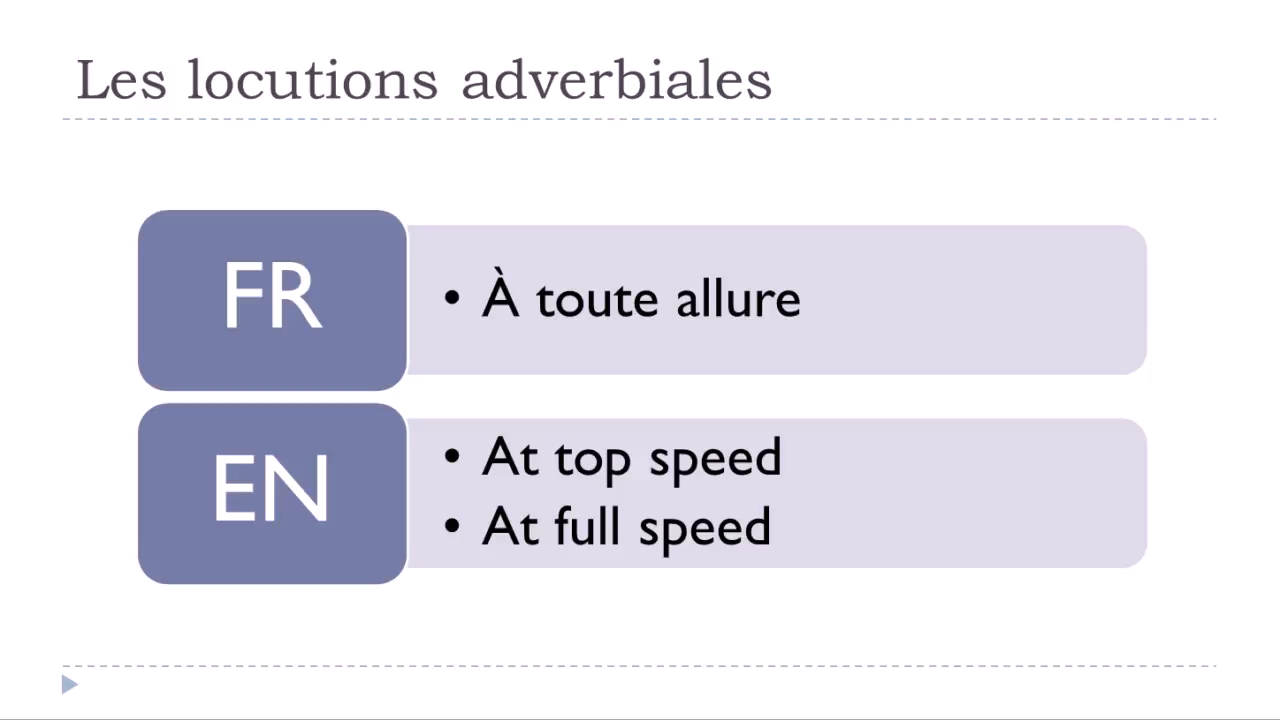 Les locutions adverbiales
FR
• À toute allure
EN
• At top speed
• At full speed